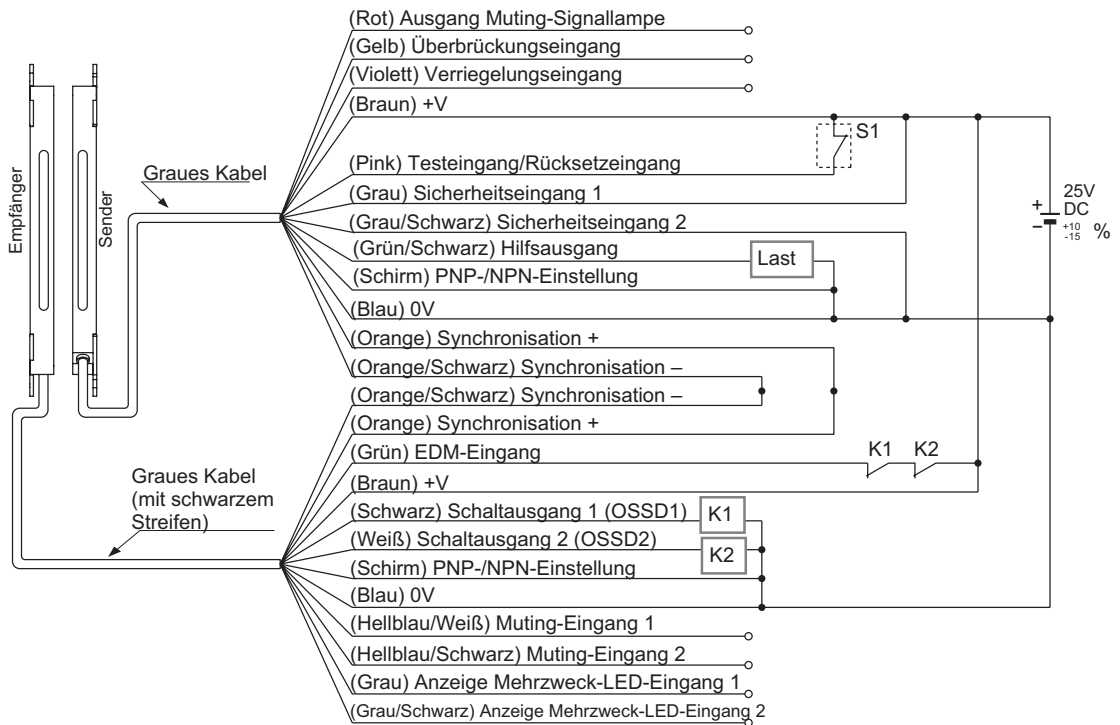 (Rot) Ausgang Muting-Signallampe
(Gelb) Überbrückungseingang
(Violett) Verriegelungseingang
(Braun) +V
S1
(Pink) Testeingang/Rücksetzeingang
Graues Kabel
(Grau) Sicherheitseingang 1
(Grau/Schwarz) Sicherheitseingang 2
(Grün/Schwarz) Hilfsausgang
Last
(Schirm) PNP-/NPN-Einstellung
(Blau) 0V
(Orange) Synchronisation +
(Orange/Schwarz) Synchronisation –
Empfänger
Sender
+
–
25V
DC
+10
-15 %
(Orange/Schwarz) Synchronisation –
(Orange) Synchronisation +
(Grün) EDM-Eingang
K1 K2
(Braun) +V
Graues Kabel
(mit schwarzem
Streifen)
(Schwarz) Schaltausgang 1 (OSSD1)
K1
(Weiß) Schaltausgang 2 (OSSD2)
K2
(Schirm) PNP-/NPN-Einstellung
(Blau) 0V
(Hellblau/Weiß) Muting-Eingang 1
(Hellblau/Schwarz) Muting-Eingang 2
(Grau) Anzeige Mehrzweck-LED-Eingang 1
(Grau/Schwarz) Anzeige Mehrzweck-LED-Eingang 2